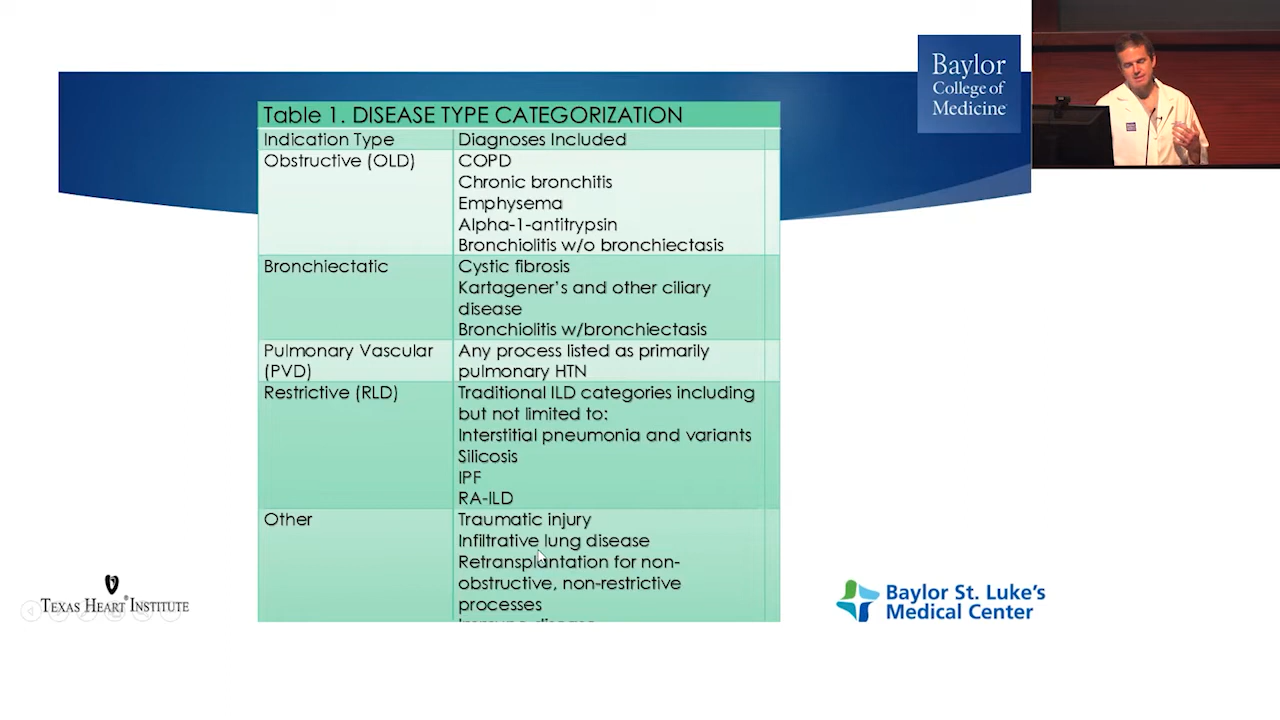 Baylor
College of
Medicine
Table 1. DISEASE TYPE CATEGORIZATION
Indication Type
Diagnoses Included
Obstructive (OLD)
COPD
Chronic bronchitis
Emphysema
Alpha-1-antitrypsin
Bronchiolitis w/o bronchiectasis
Bronchiectatic
Cystic fibrosis
Kartagener's and other ciliary
disease
Bronchiolitis w/bronchiectasis
Pulmonary Vascular
(PVD)
Any process listed as primarily
pulmonary HTN
Restrictive (RLD)
Traditional ILD categories including
but not limited to:
Interstitial pneumonia and variants
Silicosis
IPF
RA-ILD
Other
Traumatic injury
Infiltrative lung disease
Retransplantation for non-
obstructive, non-restrictive
processes
TEXAS HEART® INSTITUTE
Baylor St. Luke's
Medical Center